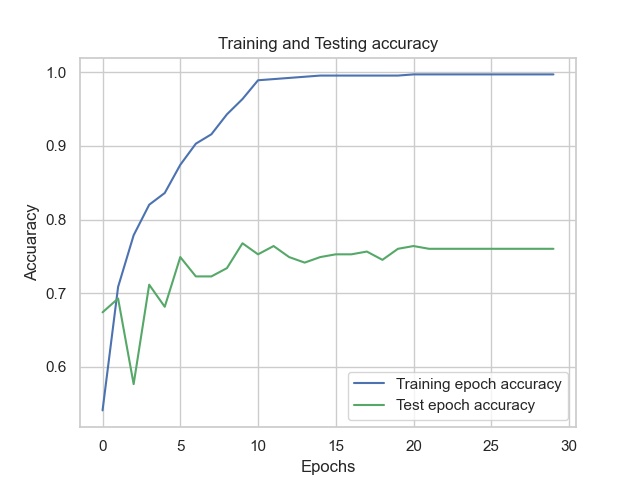 Training and Testing accuracy
Accuaracy
1.0
0.9
0.8
0.7
0.6
Training epoch accuracy
Test epoch accuracy
0 5 10 15 20 25 30
Epochs